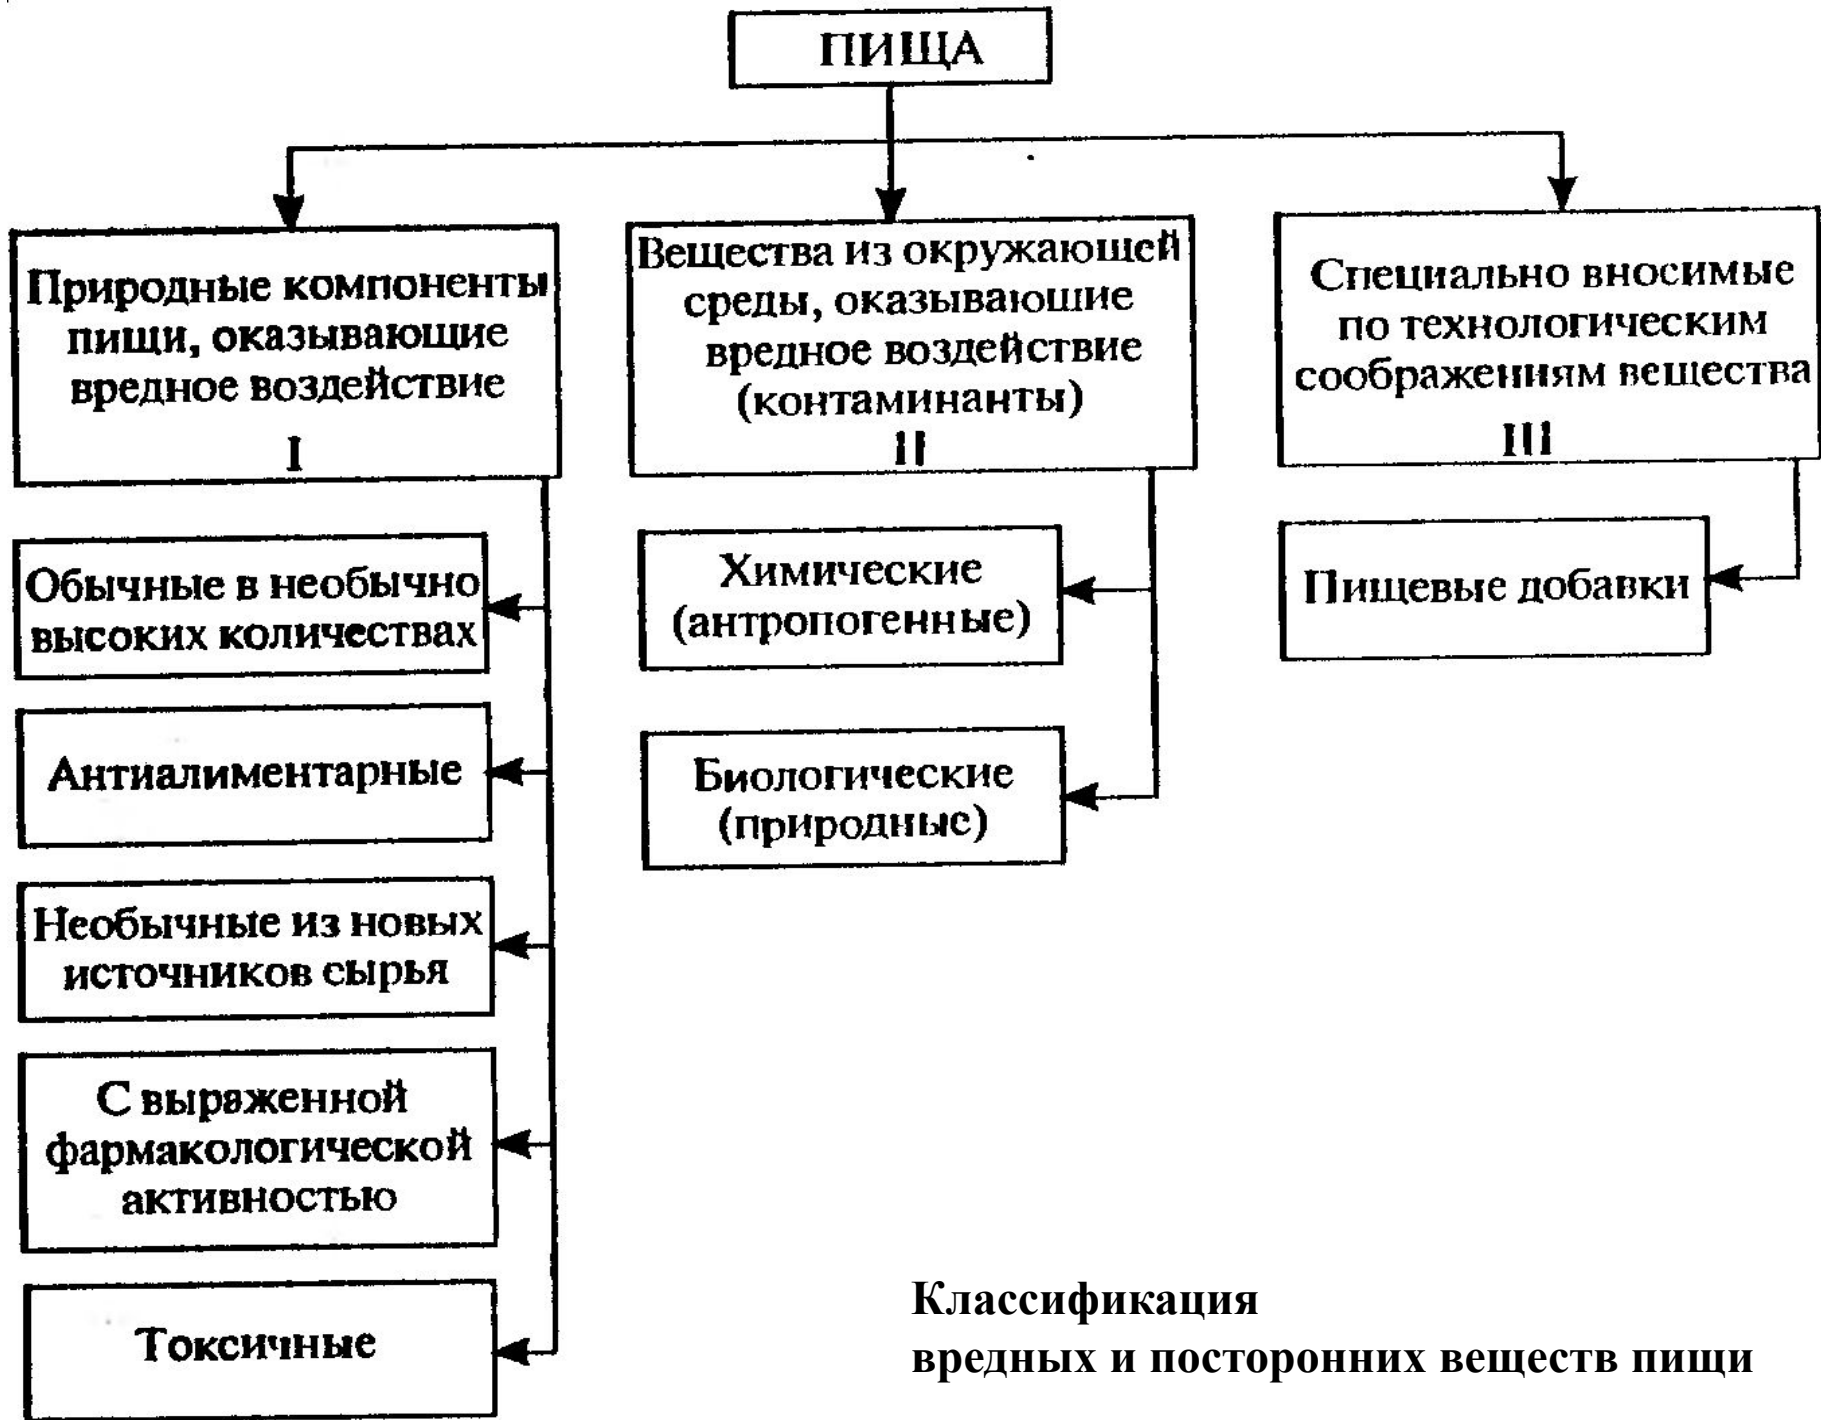 ПИЩА
Природные компоненты
пищи, оказывающие
вредное воздействие
I
Вещества из окружающей
среды, оказываюшие
вредное воздействие
(контаминанты)
II
Специально вносимые
по технологическим
соображениям вещества
III
Обычные в необычно
высоких количествах
Антиалиментарные
Необычные из новых
источников сырья
С выраженной
фармакологической
активностью
Токсичные
Химические
(антропогенные)
Биологические
(природные)
Пищевые добавки
Классификация
вредных и посторонних веществ пищи